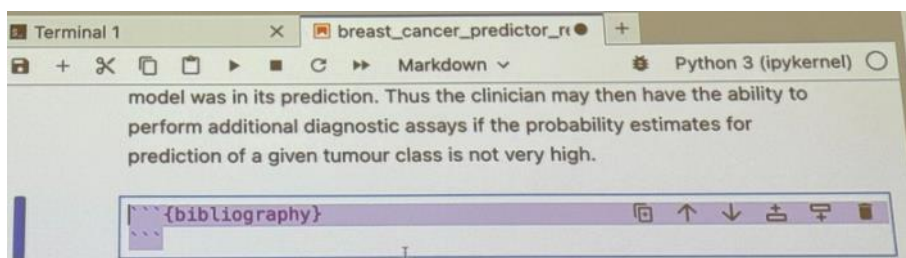 Terminal 1
breast_cancer_predictor_re
Markdown
Python 3 (ipykernel)
model was in its prediction. Thus the clinician may then have the ability to
perform additional diagnostic assays if the probability estimates for
prediction of a given tumour class is not very high.
```{bibliography}
```